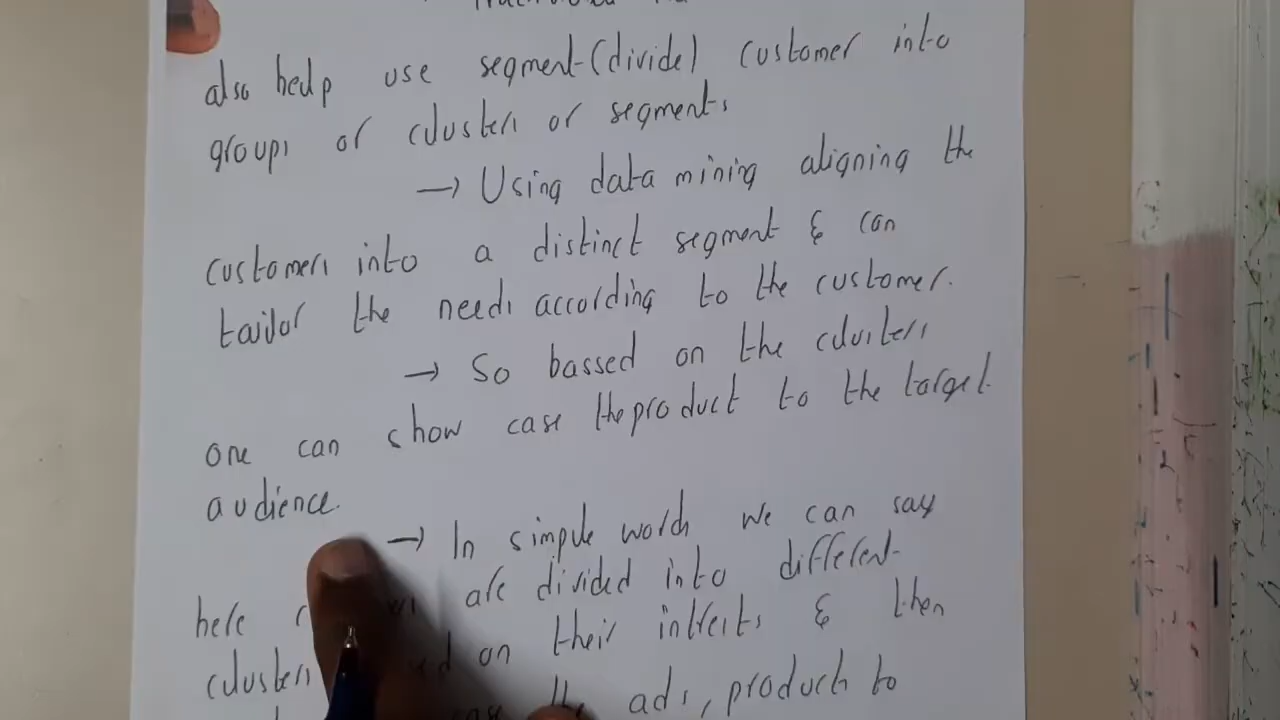 also help use segment (divide) customer into
groups or clusters or segments
→ Using data mining aligning the
customers into a distinct segment & can
tailor the needs according to the customer.
→ So bassed on the clusters
one can show case the product to the target
audience.
→ In simple words we can say
here are divided into different
clusters on their intrests & then
the ads, product to